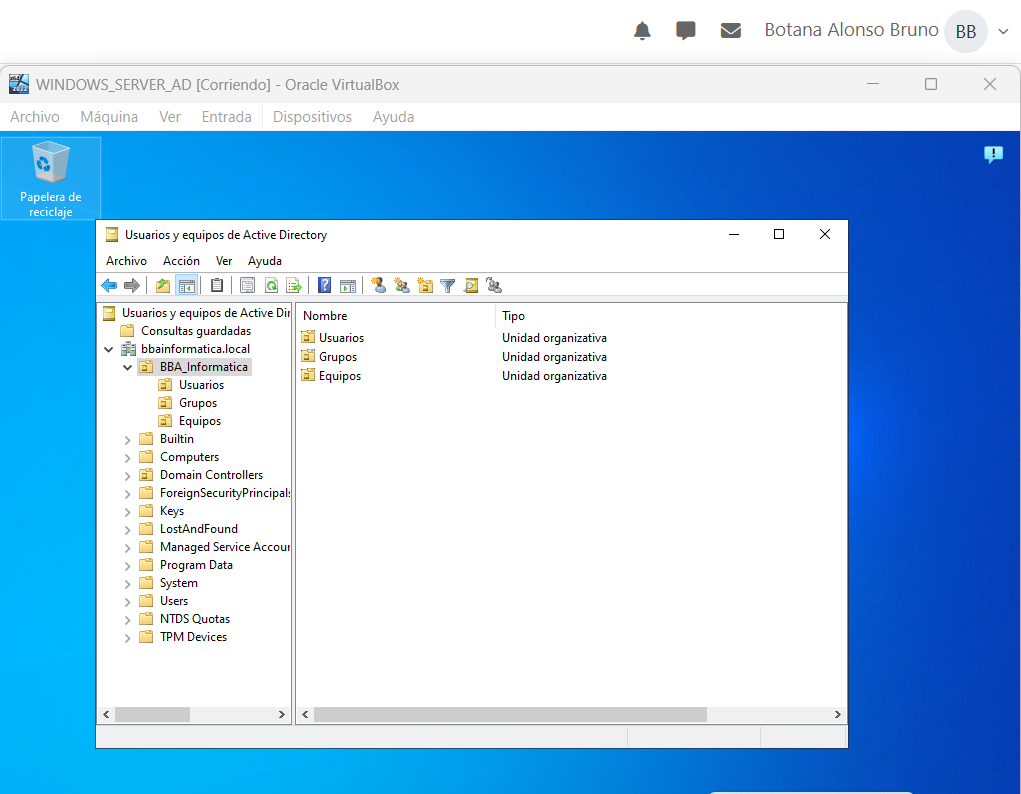 Botana Alonso Bruno BB
WINDOWS_SERVER_AD [Corriendo] - Oracle VirtualBox
Archivo Máquina Ver Entrada Dispositivos Ayuda
Papelera de
reciclaje
Usuarios y equipos de Active Directory
Archivo Acción Ver Ayuda
Usuarios y equipos de Active Dir
Consultas guardadas
bbainformatica.local
BBA_Informatica
Usuarios
Grupos
Equipos
Builtin
Computers
Domain Controllers
ForeignSecurityPrincipals
Keys
LostAndFound
Managed Service Accour
Program Data
System
Users
NTDS Quotas
TPM Devices
Nombre Tipo
Usuarios Unidad organizativa
Grupos Unidad organizativa
Equipos Unidad organizativa